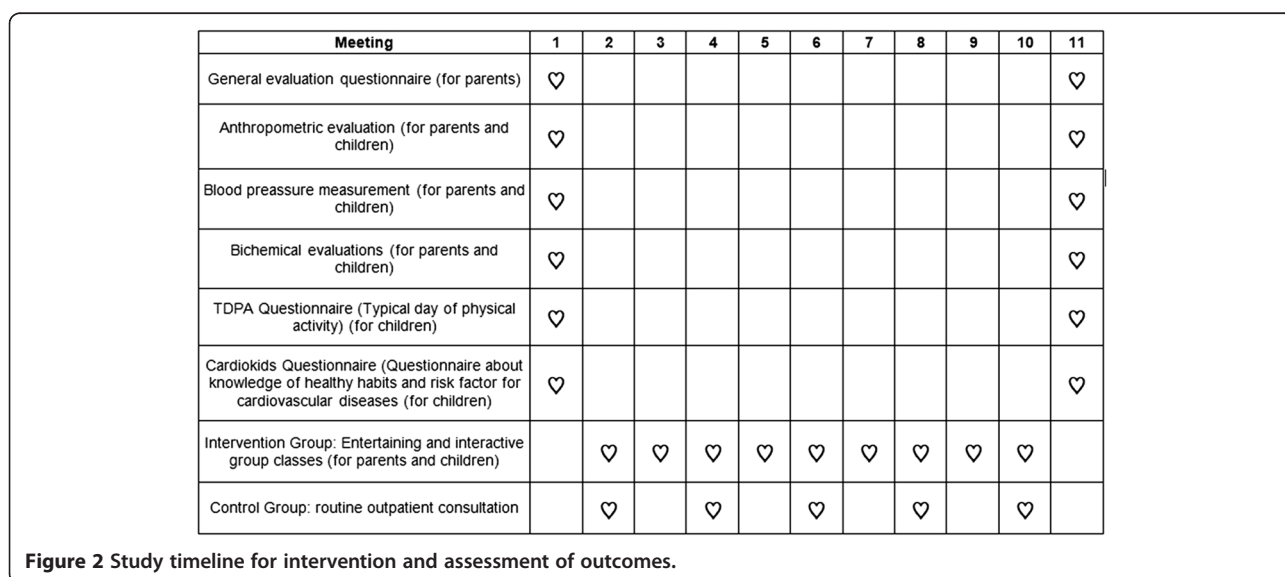 Meeting 1 2 3 4 5 6 7 8 9 10 11
General evaluation questionnaire (for parents) ♡ ♡
Anthropometric evaluation (for parents and
children) ♡ ♡
Blood preassure measurement (for parents and
children) ♡ ♡
Bichemical evaluations (for parents and
children) ♡ ♡
TDPA Questionnaire (Typical day of physical
activity) (for children) ♡ ♡
Cardiokids Questionnaire (Questionnaire about
knowledge of healthy habits and risk factor for
cardiovascular diseases (for children) ♡ ♡
Intervention Group: Entertaining and interactive
group classes (for parents and children) ♡ ♡ ♡ ♡ ♡ ♡ ♡ ♡ ♡
Control Group: routine outpatient consultation ♡ ♡ ♡ ♡ ♡
Figure 2 Study timeline for intervention and assessment of outcomes.